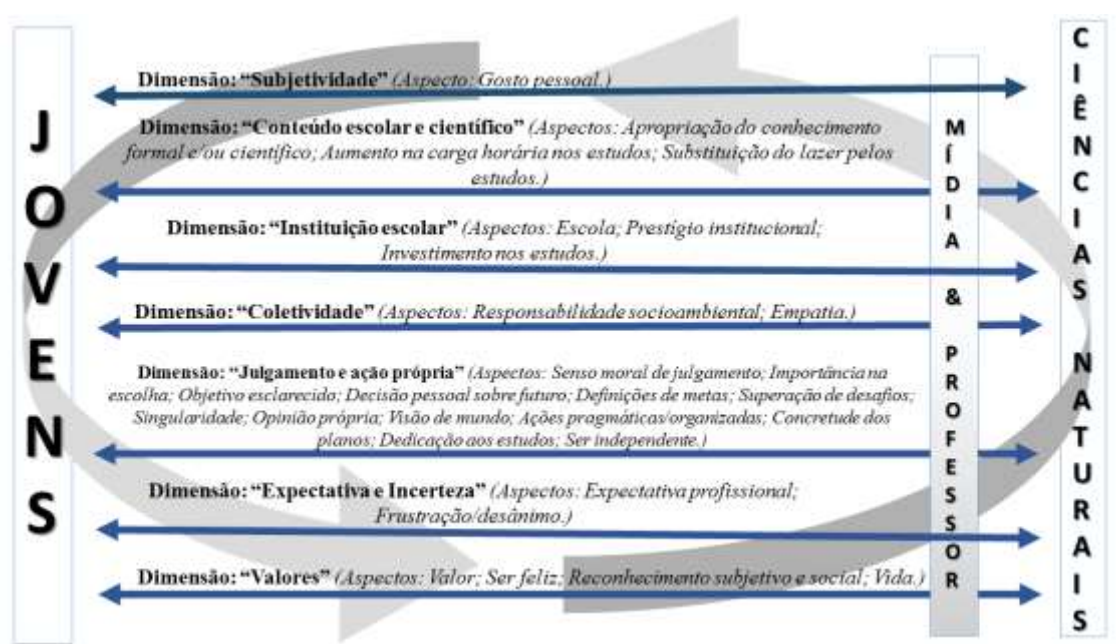 JOVENS
Dimensão: “Subjetividade” (Aspecto: Gosto pessoal.)
Dimensão: “Conteúdo escolar e científico” (Aspectos: Apropriação do conhecimento
formal e/ou científico; Aumento na carga horária nos estudos; Substituição do lazer pelos
estudos.)
Dimensão: “Instituição escolar” (Aspectos: Escola; Prestígio institucional;
Investimento nos estudos.)
Dimensão: “Coletividade” (Aspectos: Responsabilidade socioambiental; Empatia.)
Dimensão: “Julgamento e ação própria” (Aspectos: Senso moral de julgamento; Importância na
escolha; Objetivo esclarecido; Decisão pessoal sobre futuro; Definições de metas; Superação de desafios;
Singularidade; Opinião própria; Visão de mundo; Ações pragmáticas/organizadas; Concretude dos
planos; Dedicação aos estudos; Ser independente.)
Dimensão: “Expectativa e Incerteza” (Aspectos: Expectativa profissional;
Frustração/desânimo.)
Dimensão: “Valores” (Aspectos: Valor; Ser feliz; Reconhecimento subjetivo e social; Vida.)
MÍDIA & PROFESSOR
CIÊNCIAS NATURAIS